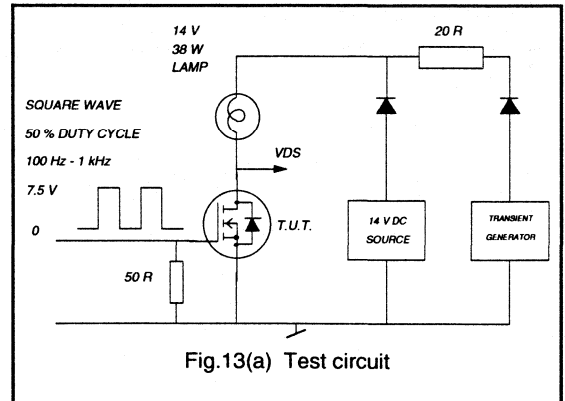 14 V
38 W
LAMP
20 R
SQUARE WAVE
50 % DUTY CYCLE
100 Hz - 1 kHz
7.5 V
0
VDS
T.U.T.
14 V DC
SOURCE
TRANSIENT
GENERATOR
50 R
Fig.13(a) Test circuit